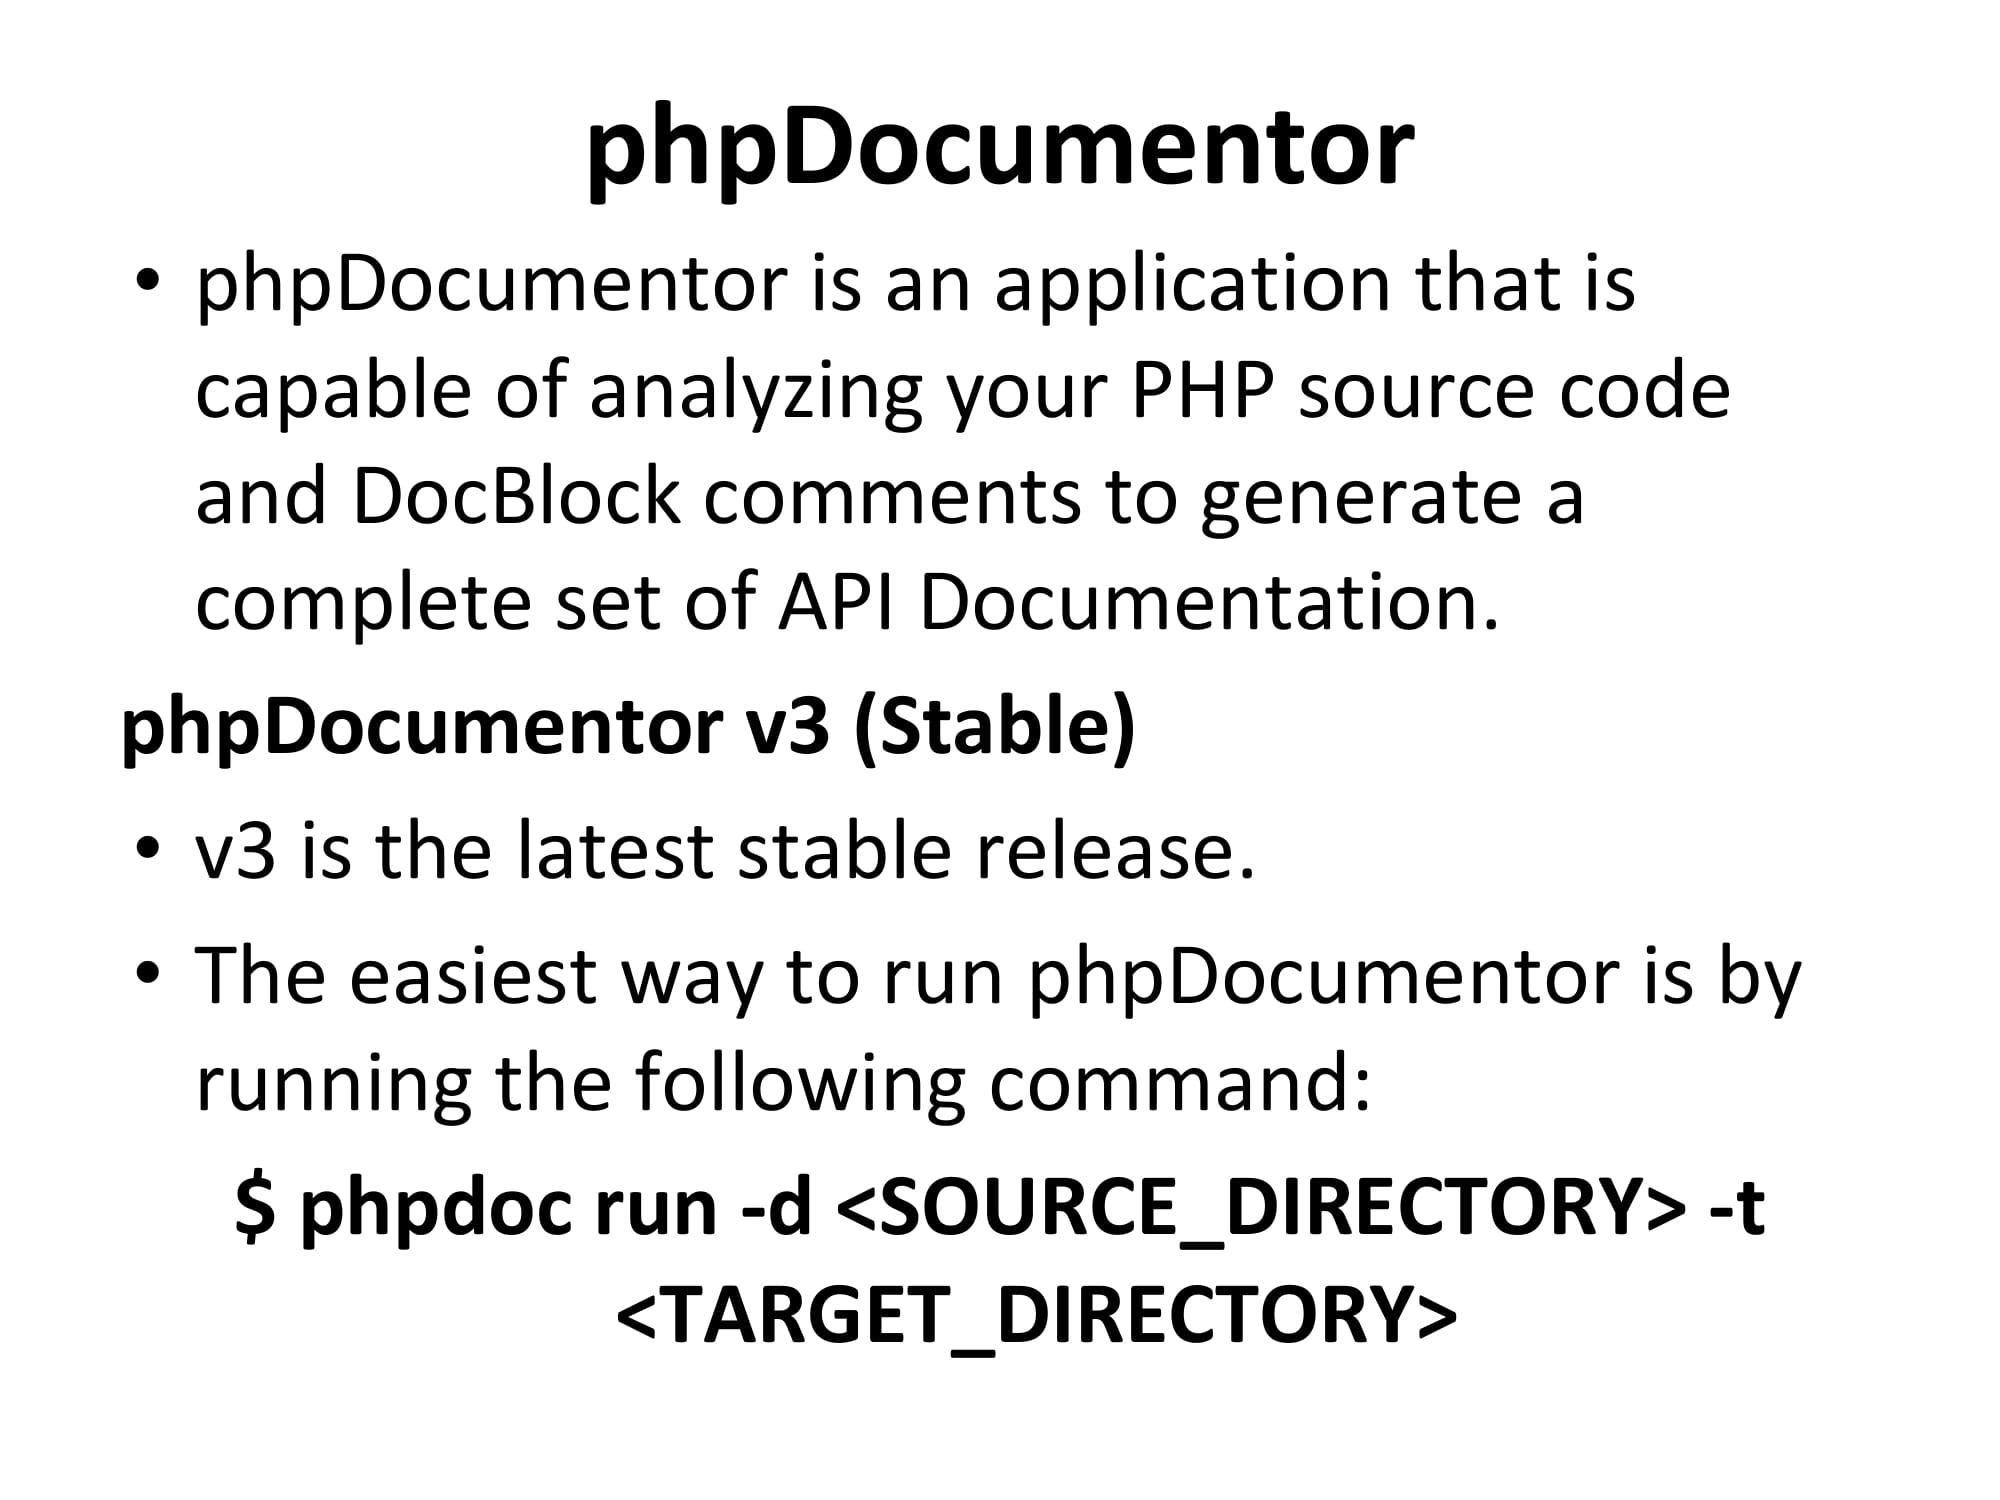 phpDocumentor
• phpDocumentor is an application that is
capable of analyzing your PHP source code
and DocBlock comments to generate a
complete set of API Documentation.
phpDocumentor v3 (Stable)
• v3 is the latest stable release.
• The easiest way to run phpDocumentor is by
running the following command:
$ phpdoc run -d <SOURCE_DIRECTORY> -t
<TARGET_DIRECTORY>